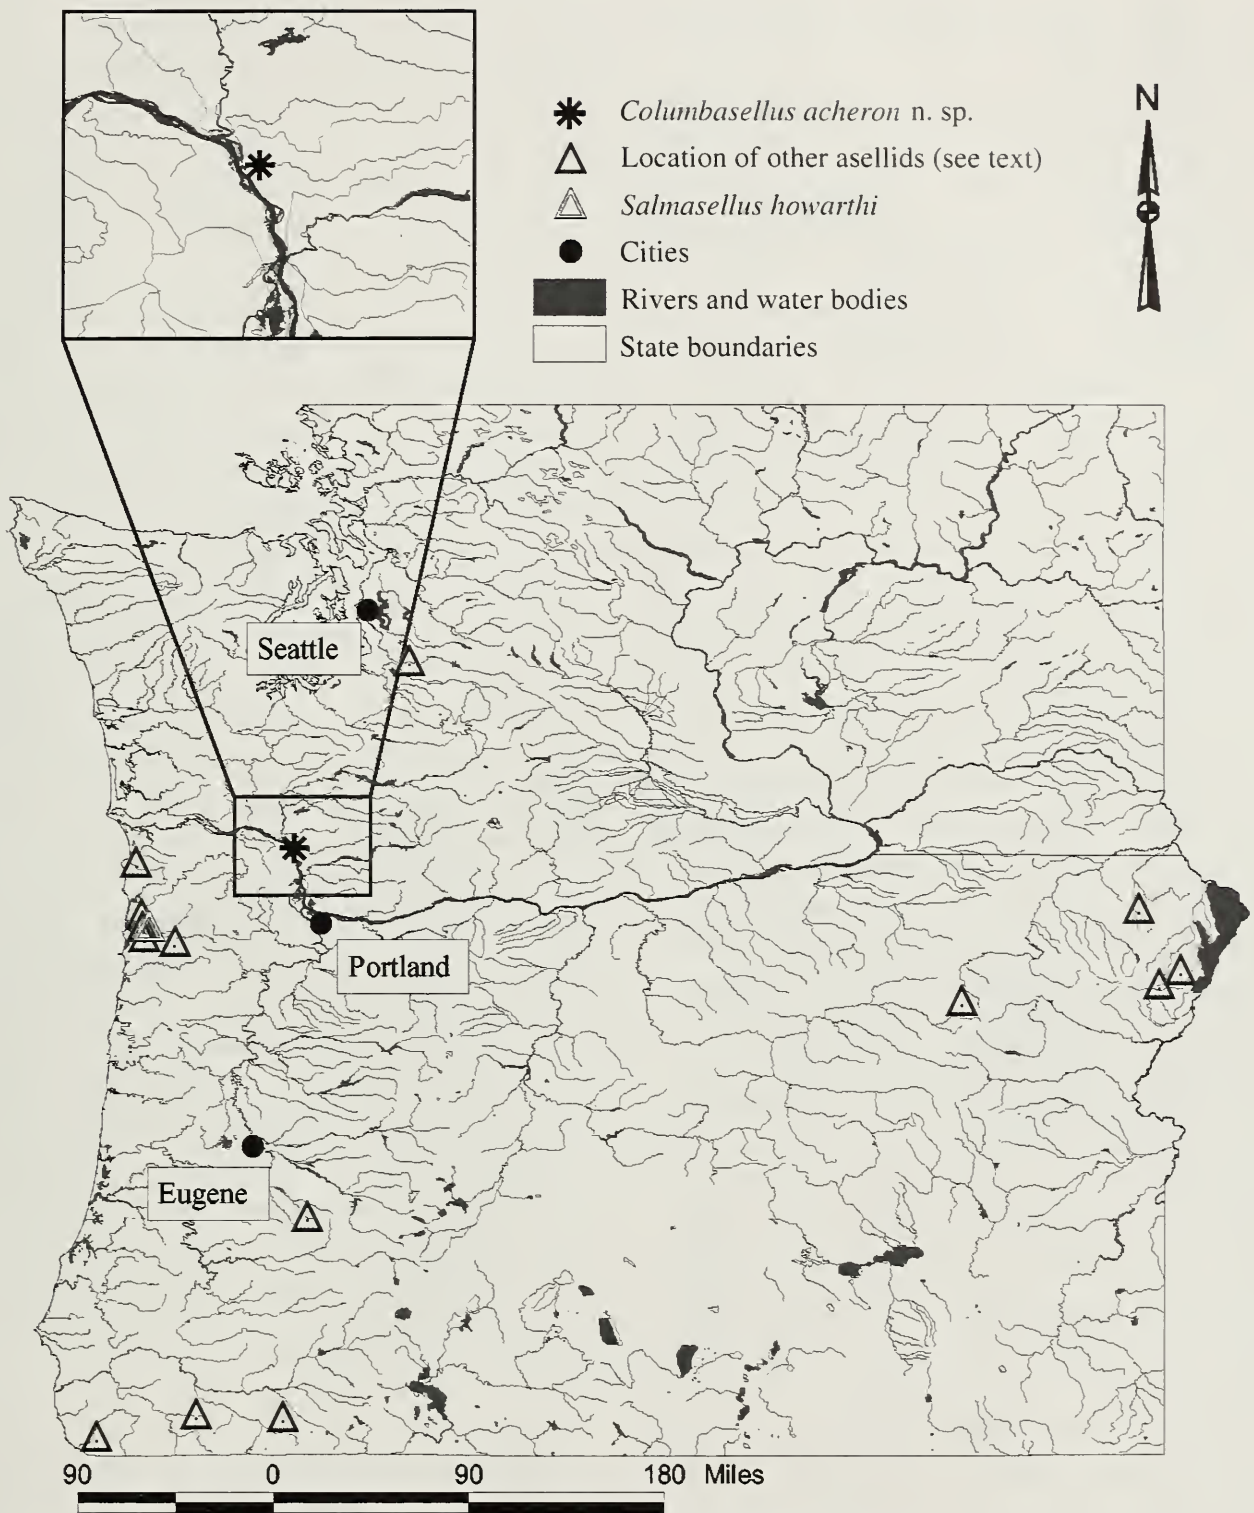 N
Columbasellus acheron n. sp.
Location of other asellids (see text)
Salmasellus howarthi
Cities
Rivers and water bodies
State boundaries
Seattle
Portland
Eugene
90 0 90 180 Miles